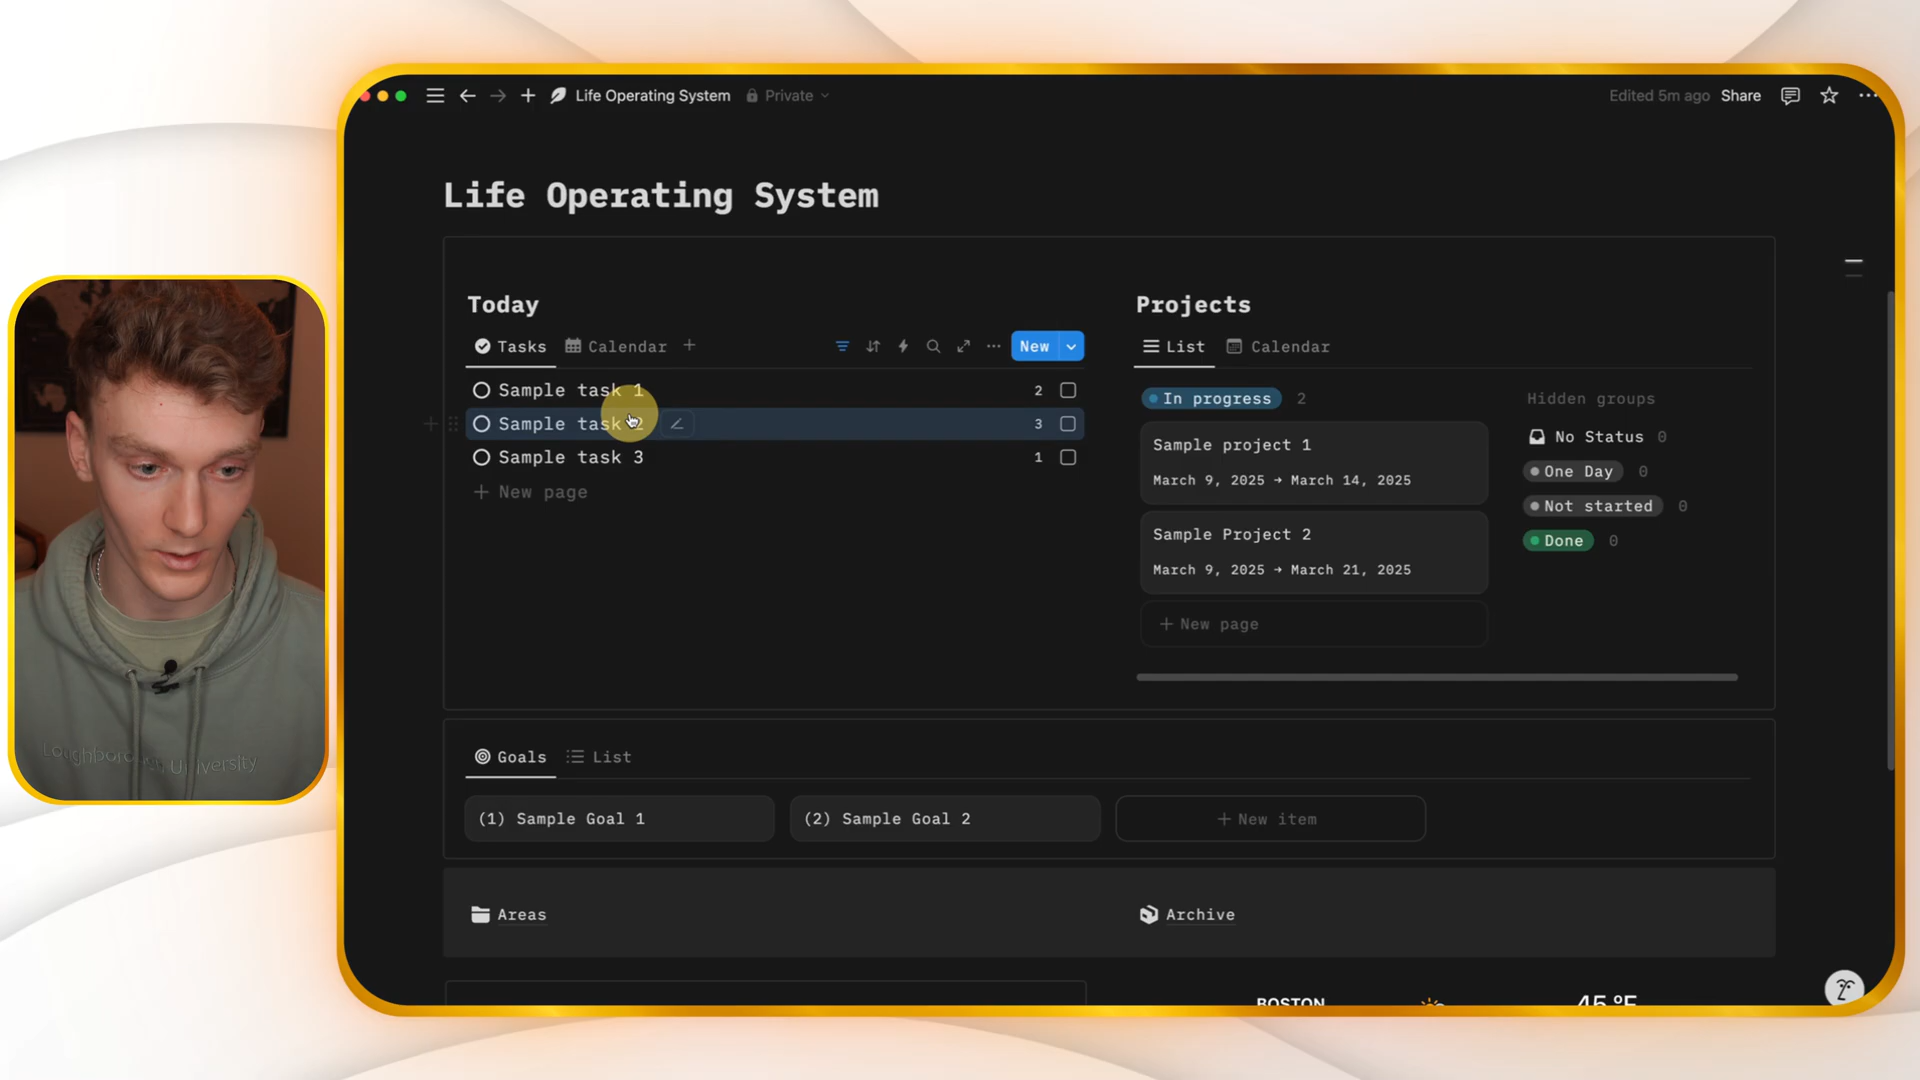 Life Operating System Private
Edited 5m ago Share
Life Operating System
Today
Tasks Calendar
New
Sample task 1 2
Sample task 2 3
Sample task 3 1
+ New page
Projects
List Calendar
In progress 2
Sample project 1
March 9, 2025 → March 14, 2025
Sample Project 2
March 9, 2025 → March 21, 2025
+ New page
Hidden groups
No Status 0
One Day 0
Not started 0
Done 0
Goals List
(1) Sample Goal 1
(2) Sample Goal 2
+ New item
Areas
Archive
BOSTON
45 °F
Loughborough University